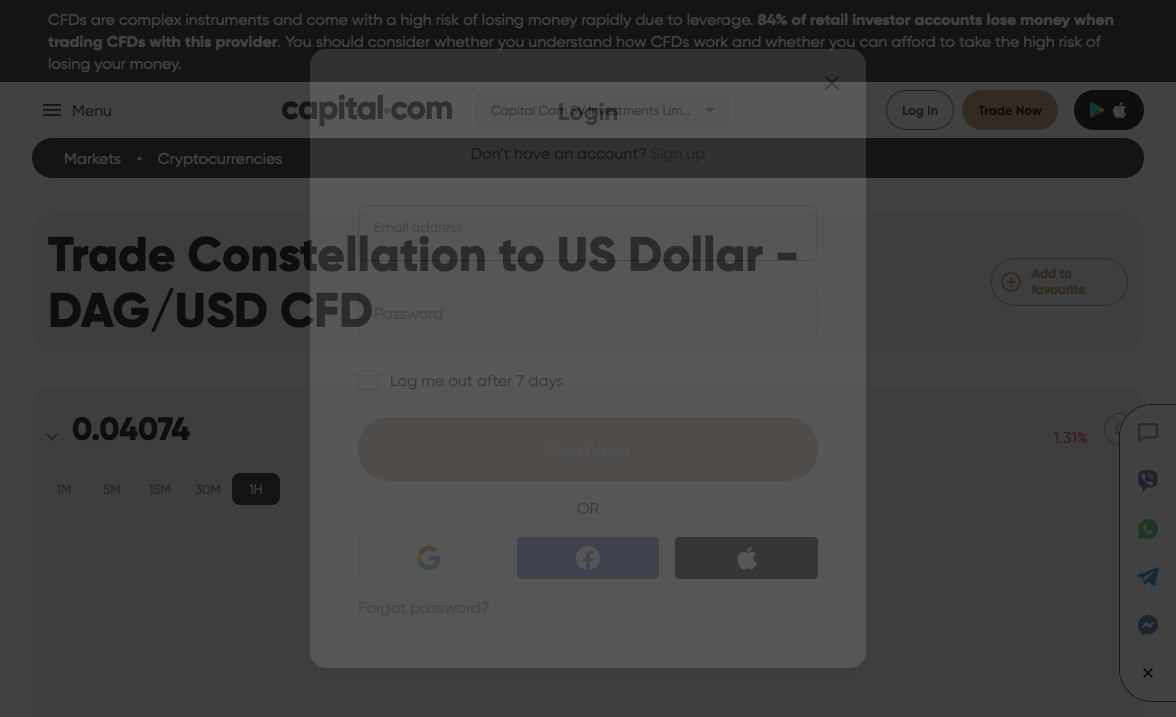 CFDs are complex instruments and come with a high risk of losing money rapidly due to leverage. 84% of retail investor accounts lose money when
trading CFDs with this provider. You should consider whether you understand how CFDs work and whether you can afford to take the high risk of
losing your money.
Menu
capital.com
Capital Com SV Investments Lim...
Log In
Trade Now
Login
Markets
Cryptocurrencies
Don't have an account? Sign up
Email address
Trade Constellation to US Dollar -
DAG/USD CFD
Add to
favourite
Password
Log me out after 7 days
0.04074
1.31%
Continue
1M
5M
15M
30M
1H
OR
Forgot password?